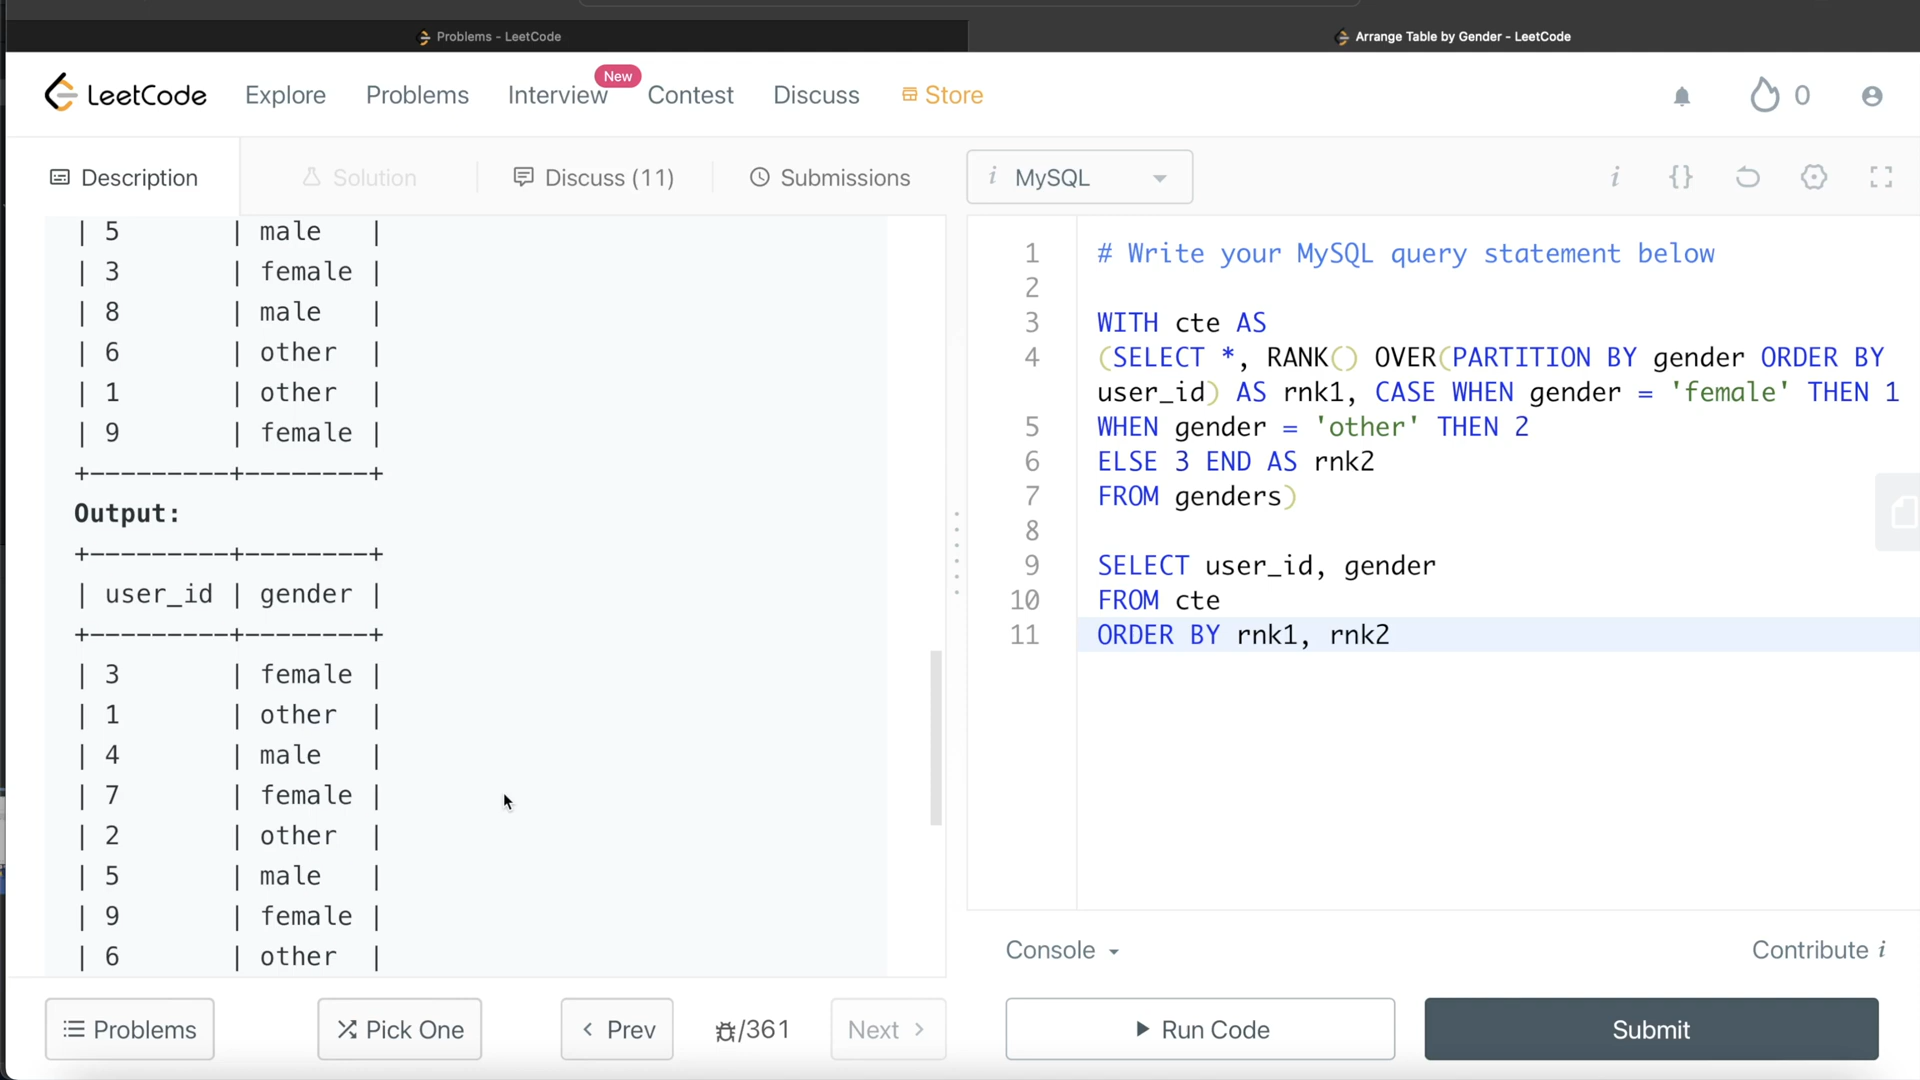 Problems - LeetCode
Arrange Table by Gender - LeetCode
LeetCode Explore Problems Interview New Contest Discuss Store 0
Description Solution Discuss (11) Submissions
| 5 | male |
| 3 | female |
| 8 | male |
| 6 | other |
| 1 | other |
| 9 | female |
+---------+--------+
Output:
+---------+--------+
| user_id | gender |
+---------+--------+
| 3 | female |
| 1 | other |
| 4 | male |
| 7 | female |
| 2 | other |
| 5 | male |
| 9 | female |
| 6 | other |
i MySQL i {}
1 # Write your MySQL query statement below
2
3 WITH cte AS
4 (SELECT *, RANK() OVER(PARTITION BY gender ORDER BY
user_id) AS rnk1, CASE WHEN gender = 'female' THEN 1
5 WHEN gender = 'other' THEN 2
6 ELSE 3 END AS rnk2
7 FROM genders)
8
9 SELECT user_id, gender
10 FROM cte
11 ORDER BY rnk1, rnk2
Console Contribute i
Problems Pick One < Prev /361 Next > Run Code Submit